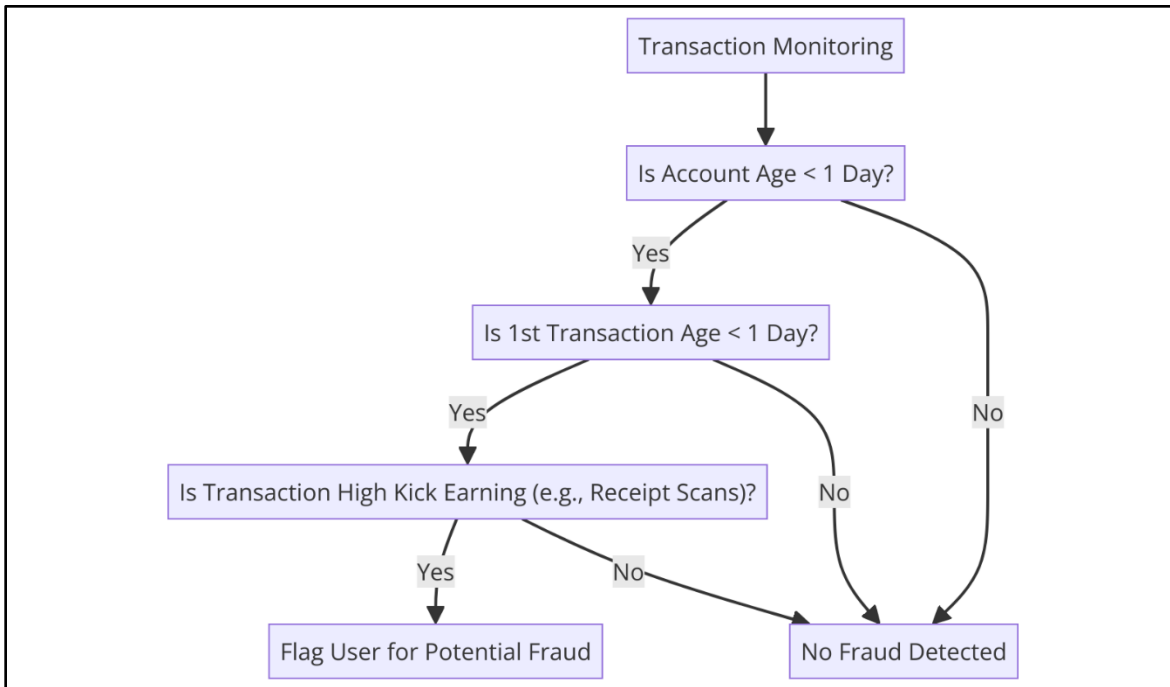 Transaction Monitoring
Is Account Age < 1 Day?
Yes
Is 1st Transaction Age < 1 Day?
Yes
No
Is Transaction High Kick Earning (e.g., Receipt Scans)?
No
Yes
No
Flag User for Potential Fraud
No Fraud Detected